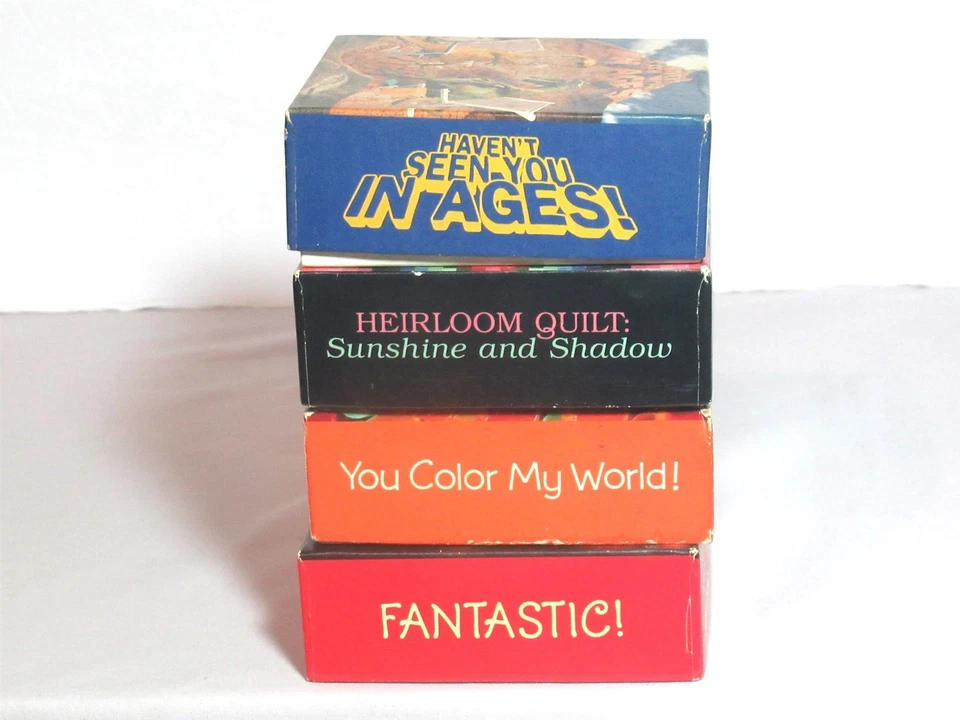 HAVEN'T
SEEN YOU
IN AGES!
HEIRLOOM QUILT:
Sunshine and Shadow
You Color My World!
FANTASTIC!